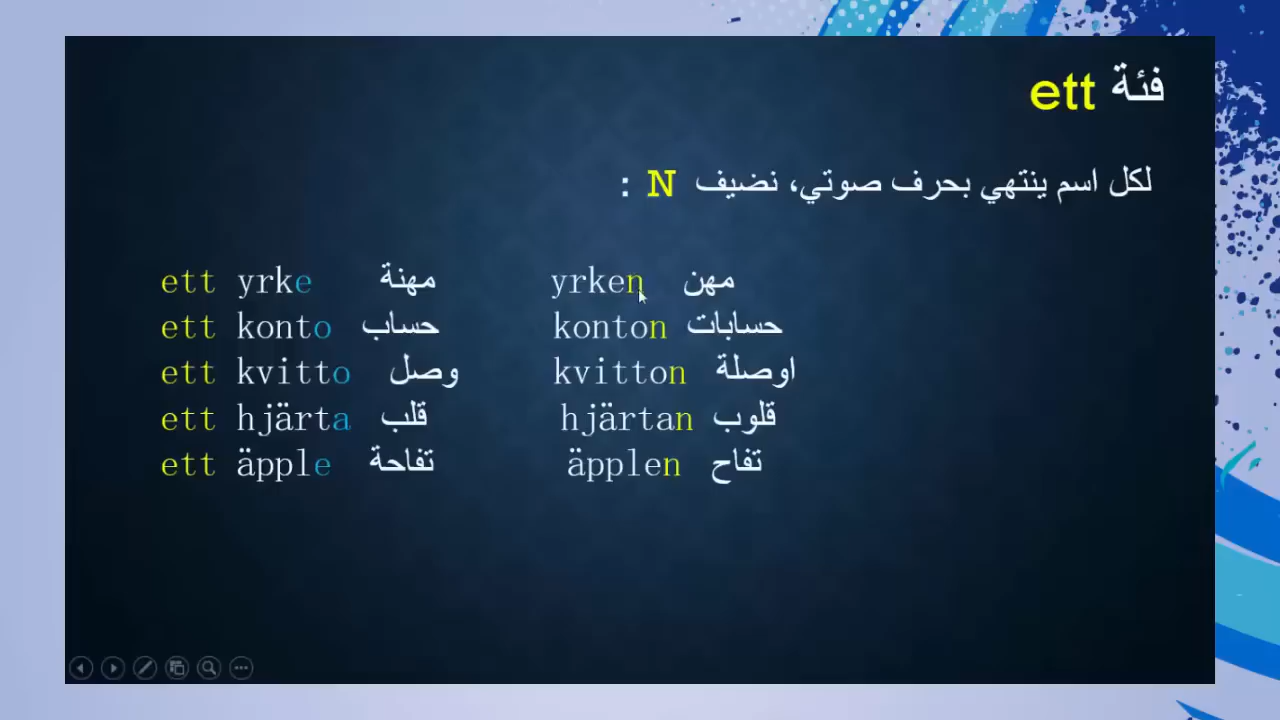 فئة ett
لكل اسم ينتهي بحرف صوتي، نضيف N :
ett yrke مهنة yrken مهن
ett konto حساب konton حسابات
ett kvitto وصل kvitton اوصلة
ett hjärta قلب hjärtan قلوب
ett äpple تفاحة äpplen تفاح